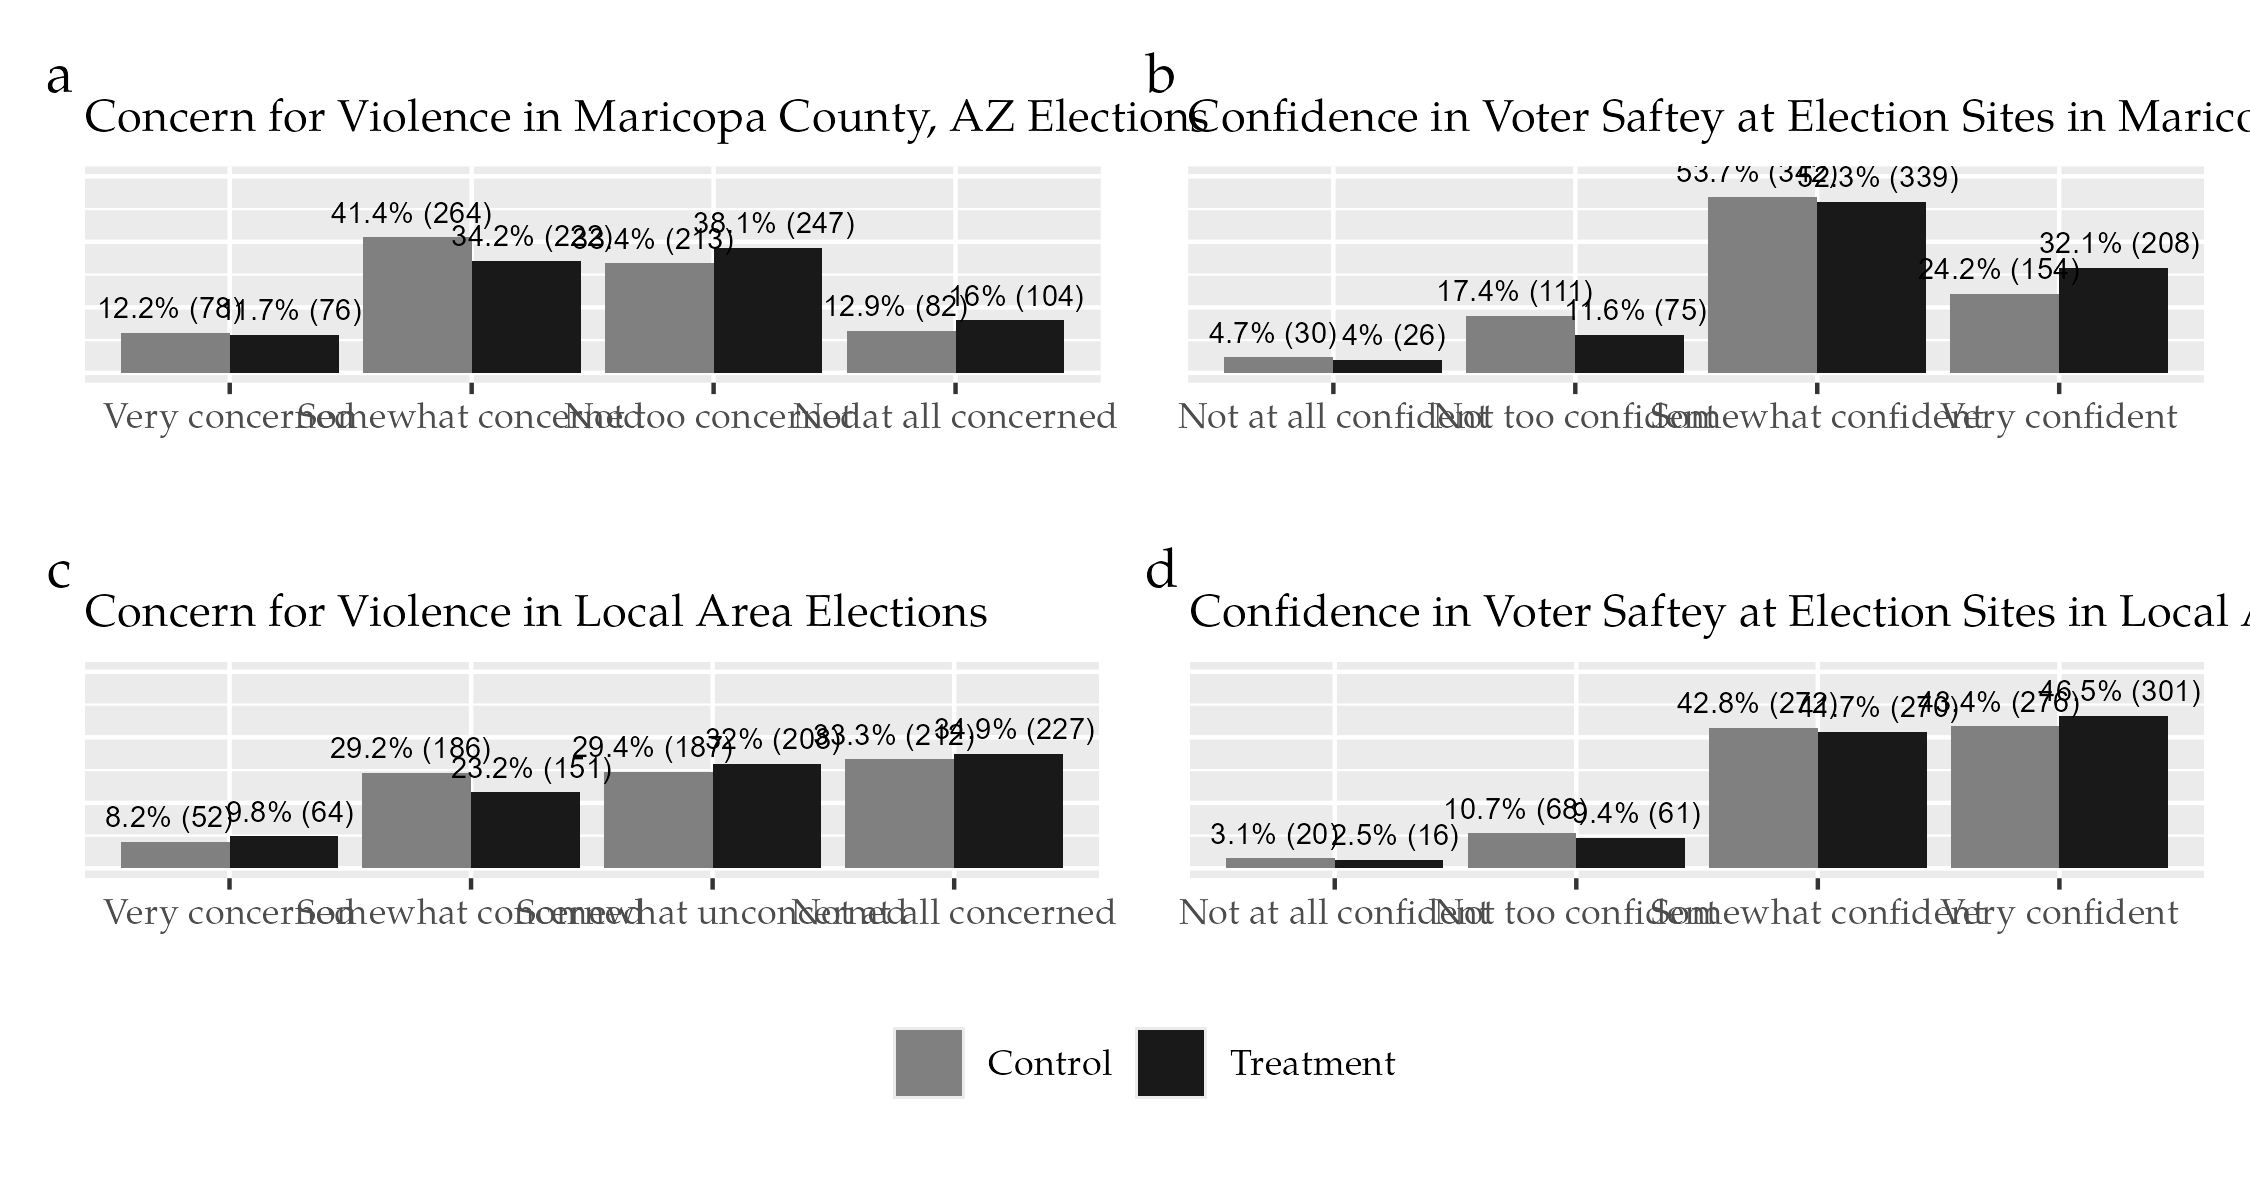 a
Concern for Violence in Maricopa County, AZ Elections
41.4% (264)
34.2% (222)
33.4% (213)
38.1% (247)
12.2% (78)
11.7% (76)
12.9% (82)
16% (104)
Very concerned
Somewhat concerned
Not too concerned
Not at all concerned
b
Confidence in Voter Saftey at Election Sites in
53.7% (342)
52.3% (339)
32.1% (208)
24.2% (154)
17.4% (111)
11.6% (75)
4.7% (30)
4% (26)
Not at all confident
Not too confident
Somewhat confident
Very confident
c
Concern for Violence in Local Area Elections
29.2% (186)
23.2% (151)
29.4% (187)
32% (208)
33.3% (212)
34.9% (227)
8.2% (52)
9.8% (64)
Very concerned
Somewhat concerned
Somewhat unconcerned
Not at all concerned
d
Confidence in Voter Saftey at Election Sites in Local
42.8% (272)
41.7% (270)
43.4% (276)
46.5% (301)
10.7% (68)
9.4% (61)
3.1% (20)
2.5% (16)
Not at all confident
Not too confident
Somewhat confident
Very confident
Control
Treatment